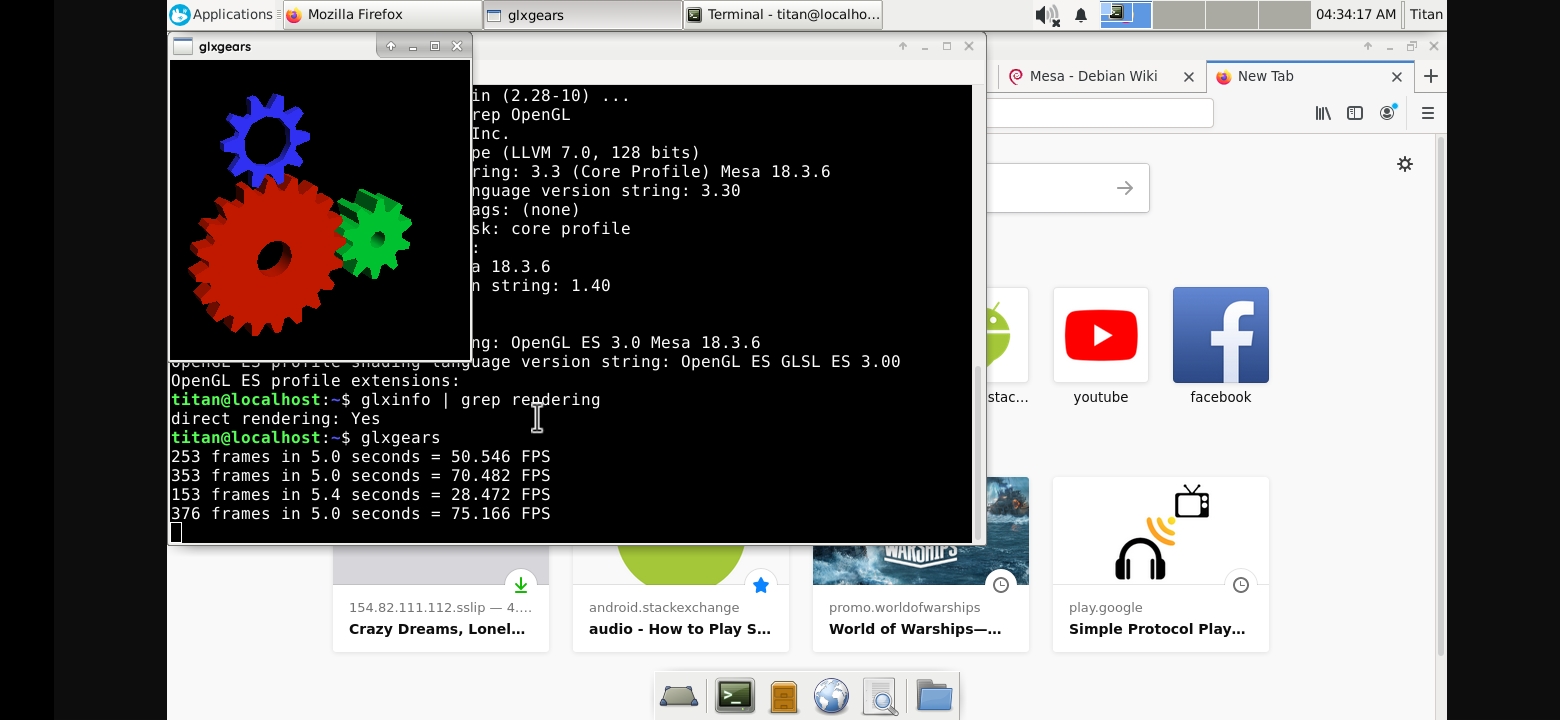 Applications
Mozilla Firefox
glxgears
Terminal - titan@localho...
04:34:17 AM
Titan
glxgears
Mesa - Debian Wiki
New Tab
in (2.28-10) ...
rep OpenGL
Inc.
pe (LLVM 7.0, 128 bits)
ring: 3.3 (Core Profile) Mesa 18.3.6
nguage version string: 3.30
ags: (none)
sk: core profile
:
a 18.3.6
n string: 1.40
ng: OpenGL ES 3.0 Mesa 18.3.6
OpenGL ES profile shading language version string: OpenGL ES GLSL ES 3.00
OpenGL ES profile extensions:
titan@localhost:~$ glxinfo | grep rendering
direct rendering: Yes
titan@localhost:~$ glxgears
253 frames in 5.0 seconds = 50.546 FPS
353 frames in 5.0 seconds = 70.482 FPS
153 frames in 5.4 seconds = 28.472 FPS
376 frames in 5.0 seconds = 75.166 FPS
stac...
youtube
facebook
WARSHIPS
154.82.111.112.sslip — 4....
Crazy Dreams, Lonel...
android.stackexchange
audio - How to Play S...
promo.worldofwarships
World of Warships—...
play.google
Simple Protocol Play...